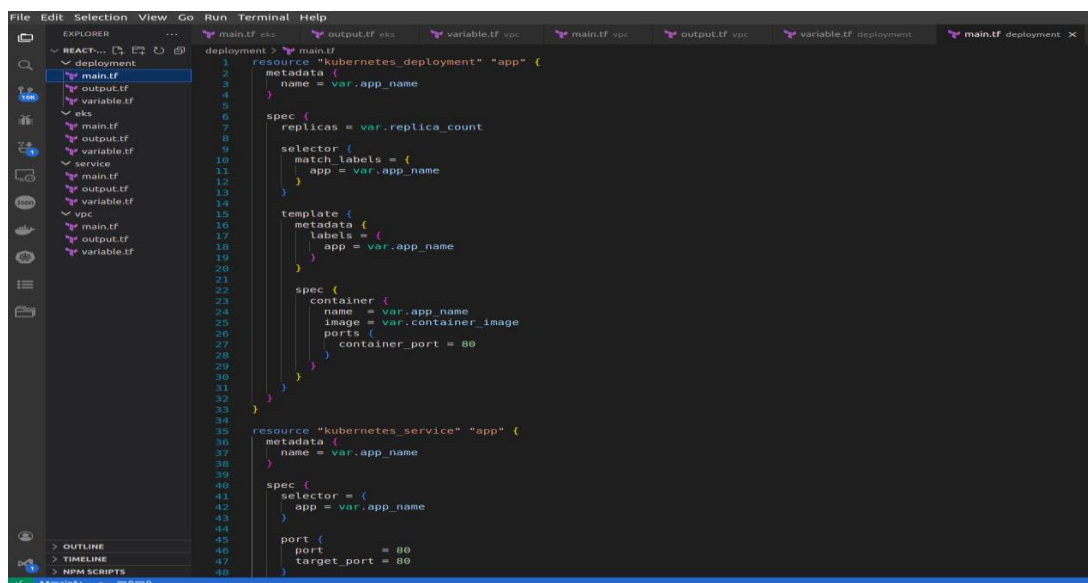 File Edit Selection View Go Run Terminal Help
EXPLORER ...
main.tf eks
output.tf eks
variable.tf vpc
main.tf vpc
output.tf vpc
variable.tf deployment
main.tf deployment
REACT-...
deployment
main.tf
output.tf
variable.tf
eks
main.tf
output.tf
variable.tf
service
main.tf
output.tf
variable.tf
vpc
main.tf
output.tf
variable.tf
10K
1
Json
1
OUTLINE
TIMELINE
NPM SCRIPTS
deployment > main.tf
1 resource "kubernetes_deployment" "app" {
2 metadata {
3 name = var.app_name
4 }
5
6 spec {
7 replicas = var.replica_count
8
9 selector {
10 match_labels = {
11 app = var.app_name
12 }
13 }
14
15 template {
16 metadata {
17 labels = {
18 app = var.app_name
19 }
20 }
21
22 spec {
23 container {
24 name = var.app_name
25 image = var.container_image
26 ports {
27 container_port = 80
28 }
29 }
30 }
31 }
32 }
33 }
34
35 resource "kubernetes_service" "app" {
36 metadata {
37 name = var.app_name
38 }
39
40 spec {
41 selector = {
42 app = var.app_name
43 }
44
45 port {
46 port = 80
47 target_port = 80
48 }